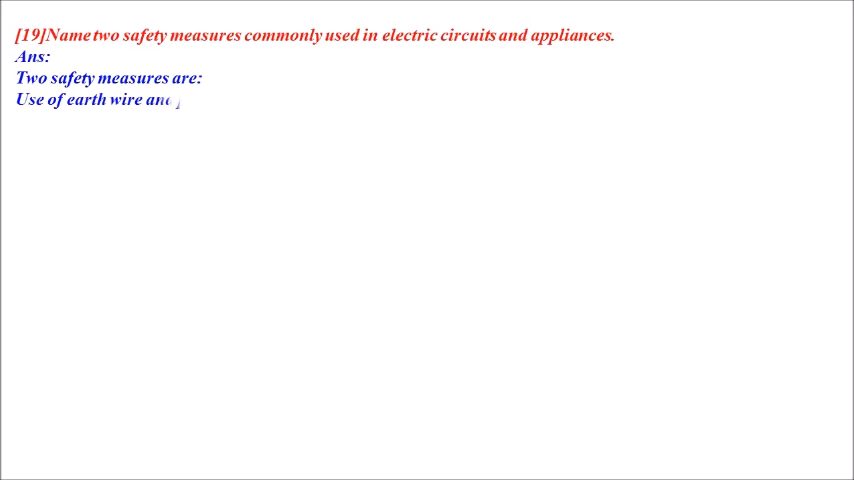 [19]Name two safety measures commonly used in electric circuits and appliances.
Ans:
Two safety measures are:
Use of earth wire and